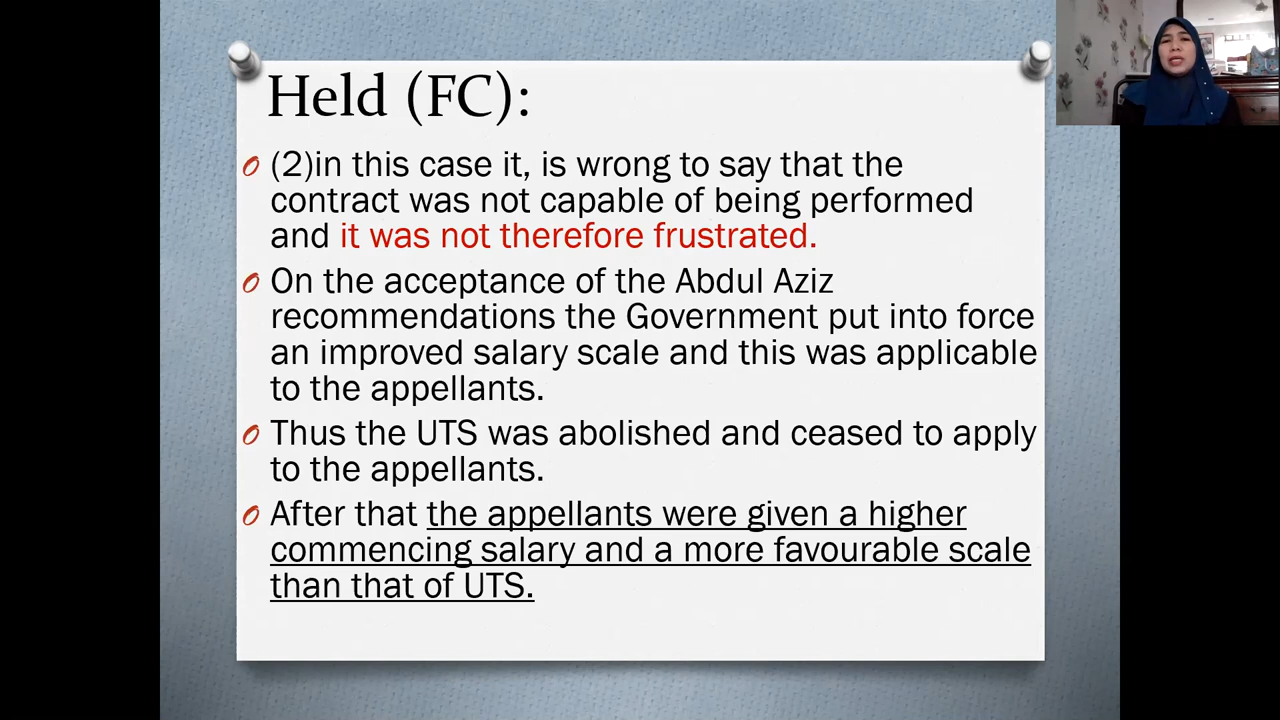 Held (FC):
(2)in this case it, is wrong to say that the
contract was not capable of being performed
and it was not therefore frustrated.
On the acceptance of the Abdul Aziz
recommendations the Government put into force
an improved salary scale and this was applicable
to the appellants.
Thus the UTS was abolished and ceased to apply
to the appellants.
After that the appellants were given a higher
commencing salary and a more favourable scale
than that of UTS.